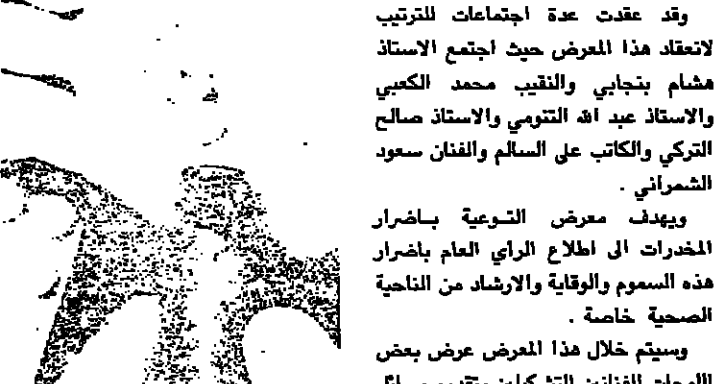 وقد عقدت عدة اجتماعات للترتيب
لانعقاد هذا المعرض حيث اجتمع الاستاذ
هشام بنجابي والنقيب محمد الكعبي
والاستاذ عبد الله التنومي والاستاذ صالح
التركي والكاتب علي السالم والفنان سعود
الشمراني .
ويهدف معرض التوعية باضرار
المخدرات الى اطلاع الراي العام باضرار
هذه السموم والوقاية والارشاد من الناحية
الصحية خاصة .
وسيتم خلال هذا المعرض عرض بعض